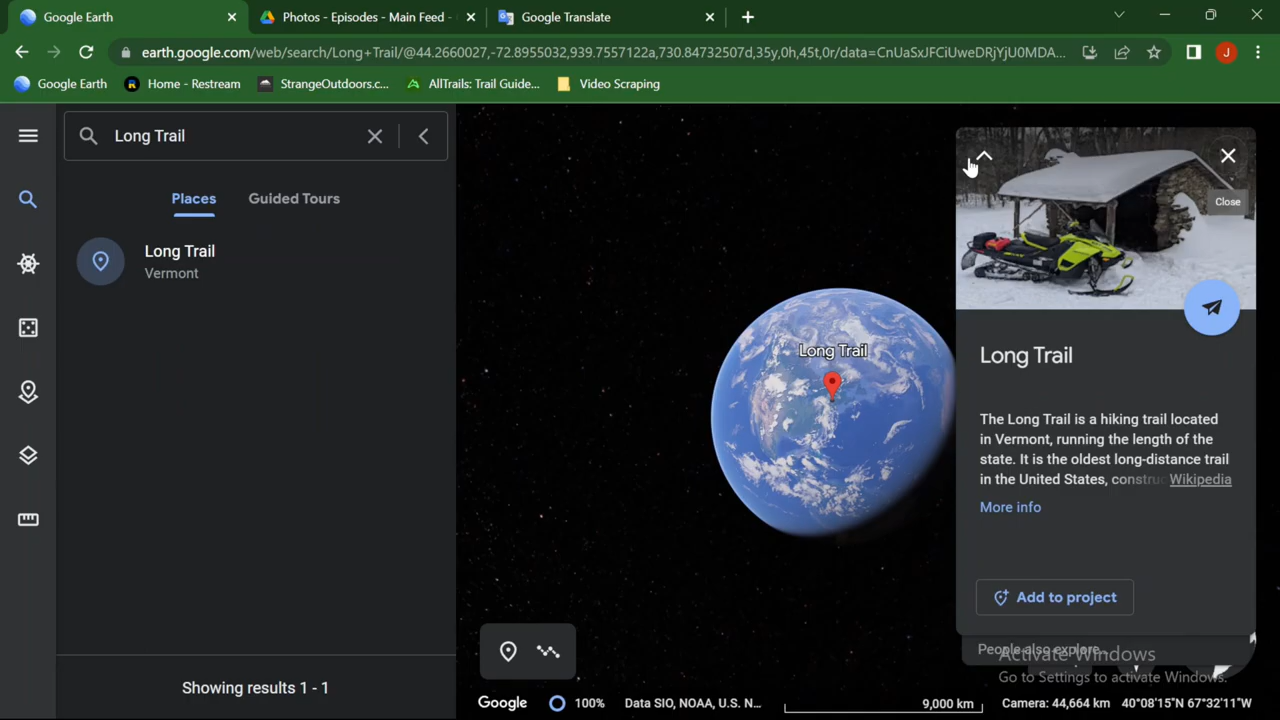 Google Earth
Photos - Episodes - Main Feed -
Google Translate
earth.google.com/web/search/Long+Trail/@44.2660027,-72.8955032,939.7557122a,730.84732507d,35y,0h,45t,0r/data=CnUaSxJFCiUweDRjYjU0MDA...
J
Google Earth
Home - Restream
StrangeOutdoors.c...
AllTrails: Trail Guide...
Video Scraping
Long Trail
Places
Guided Tours
Long Trail
Vermont
Showing results 1 - 1
Long Trail
Close
Long Trail
The Long Trail is a hiking trail located
in Vermont, running the length of the
state. It is the oldest long-distance trail
in the United States, construc Wikipedia
More info
Add to project
People also explore...
Activate Windows
Go to Settings to activate Windows.
Google
100%
Data SIO, NOAA, U.S. N...
9,000 km
Camera: 44,664 km
40°08'15"N 67°32'11"W